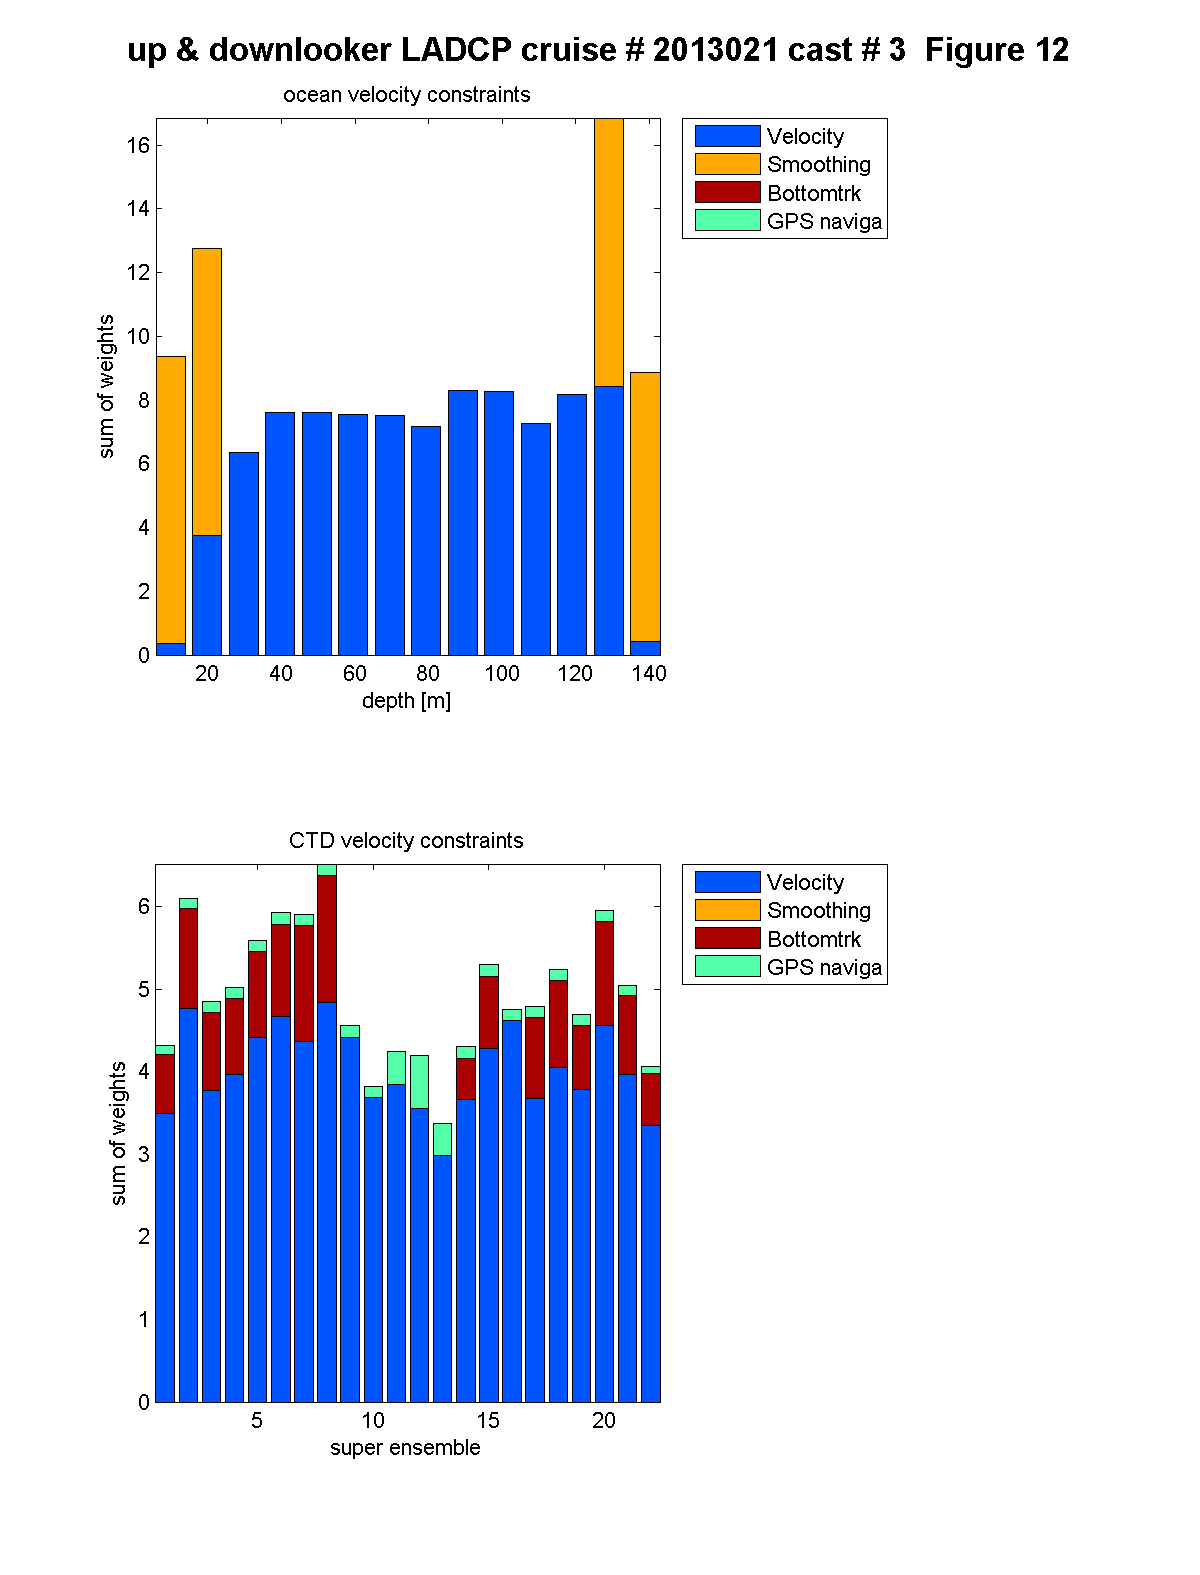 up & downlooker LADCP cruise # 2013021 cast # 3  Figure 12
ocean velocity constraints
16
14
12
10
8
6
4
2
0
sum of weights
20 40 60 80 100 120 140
depth [m]
Velocity
Smoothing
Bottomtrk
GPS naviga
CTD velocity constraints
6
5
4
3
2
1
0
sum of weights
5 10 15 20
super ensemble
Velocity
Smoothing
Bottomtrk
GPS naviga